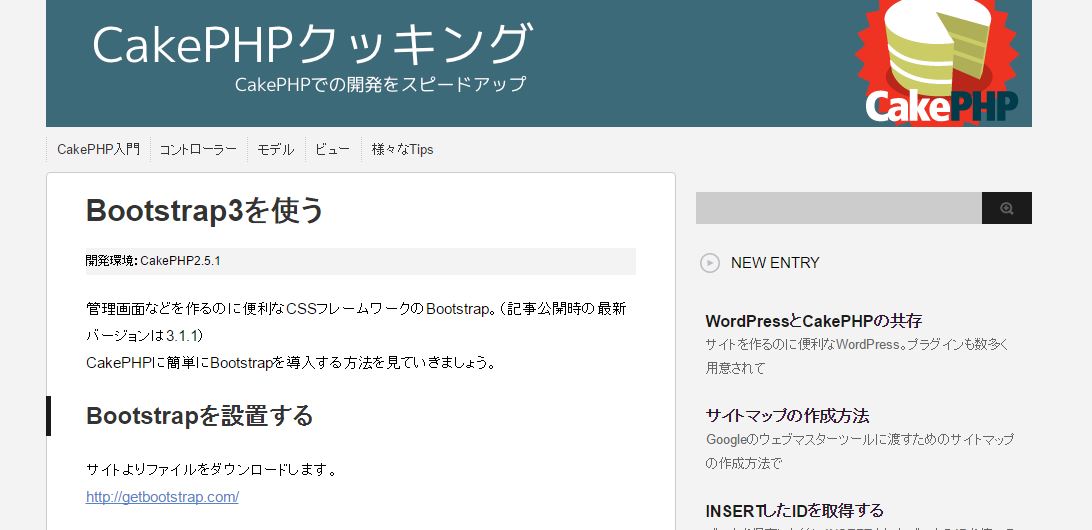 CakePHPクッキング
CakePHPでの開発をスピードアップ
CakePHP
CakePHP入門
コントローラー
モデル
ビュー
様々なTips
Bootstrap3を使う
開発環境: CakePHP2.5.1
管理画面などを作るのに便利なCSSフレームワークのBootstrap。（記事公開時の最新
バージョンは3.1.1）
CakePHPに簡単にBootstrapを導入する方法を見ていきましょう。
Bootstrapを設置する
サイトよりファイルをダウンロードします。
http://getbootstrap.com/
NEW ENTRY
WordPressとCakePHPの共存
サイトを作るのに便利なWordPress。プラグインも数多く
用意されて
サイトマップの作成方法
Googleのウェブマスターツールに渡すためのサイトマップ
の作成方法で
INSERTしたIDを取得する